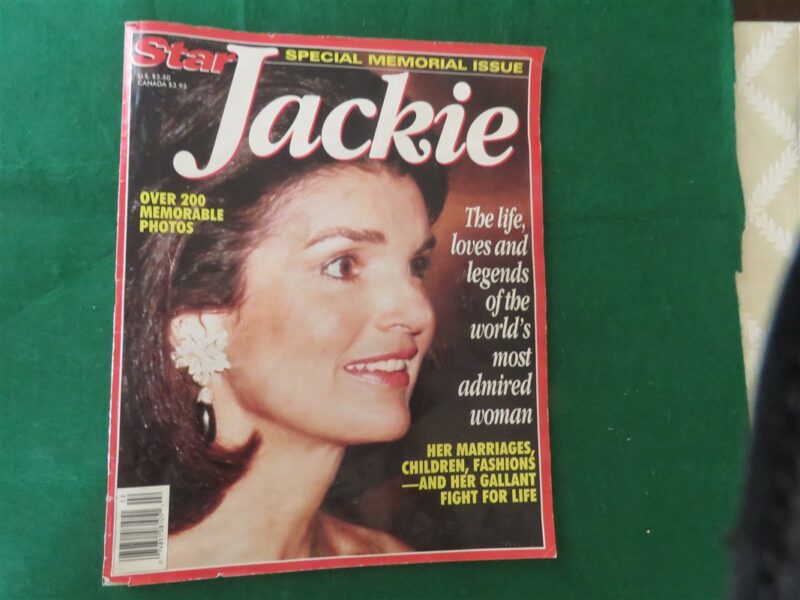 Star
SPECIAL MEMORIAL ISSUE
U.S. $3.50
CANADA $3.95
Jackie
OVER 200
MEMORABLE
PHOTOS
The life,
loves and
legends
of the
world's
most
admired
woman
HER MARRIAGES,
CHILDREN, FASHIONS
—AND HER GALLANT
FIGHT FOR LIFE
02